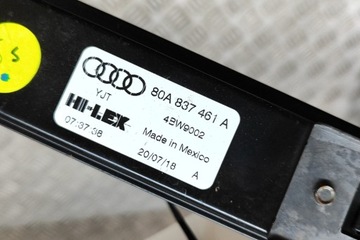 S
80A 837 461 A
YJT
4BW9002
HI-LEX
Made in Mexico
07:37:38
20/07/18 A